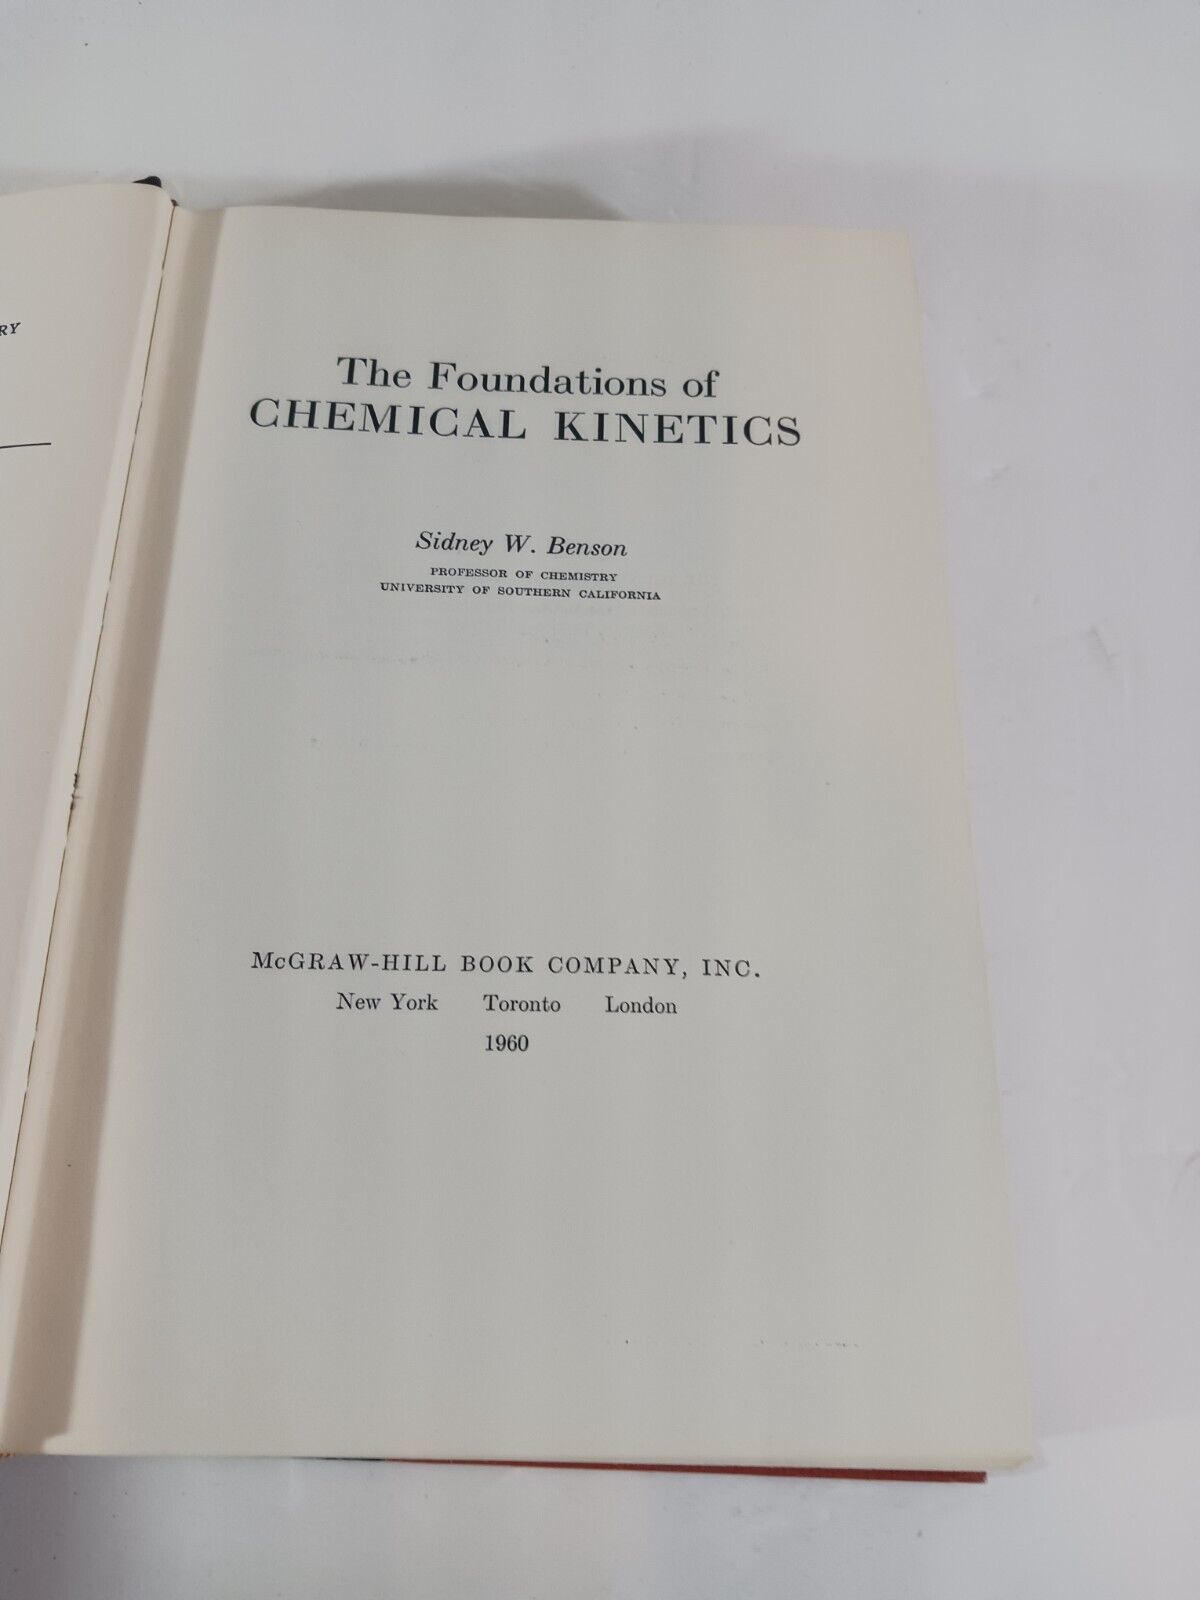 RY
The Foundations of
CHEMICAL KINETICS
Sidney W. Benson
PROFESSOR OF CHEMISTRY
UNIVERSITY OF SOUTHERN CALIFORNIA
McGRAW-HILL BOOK COMPANY, INC.
New York Toronto London
1960